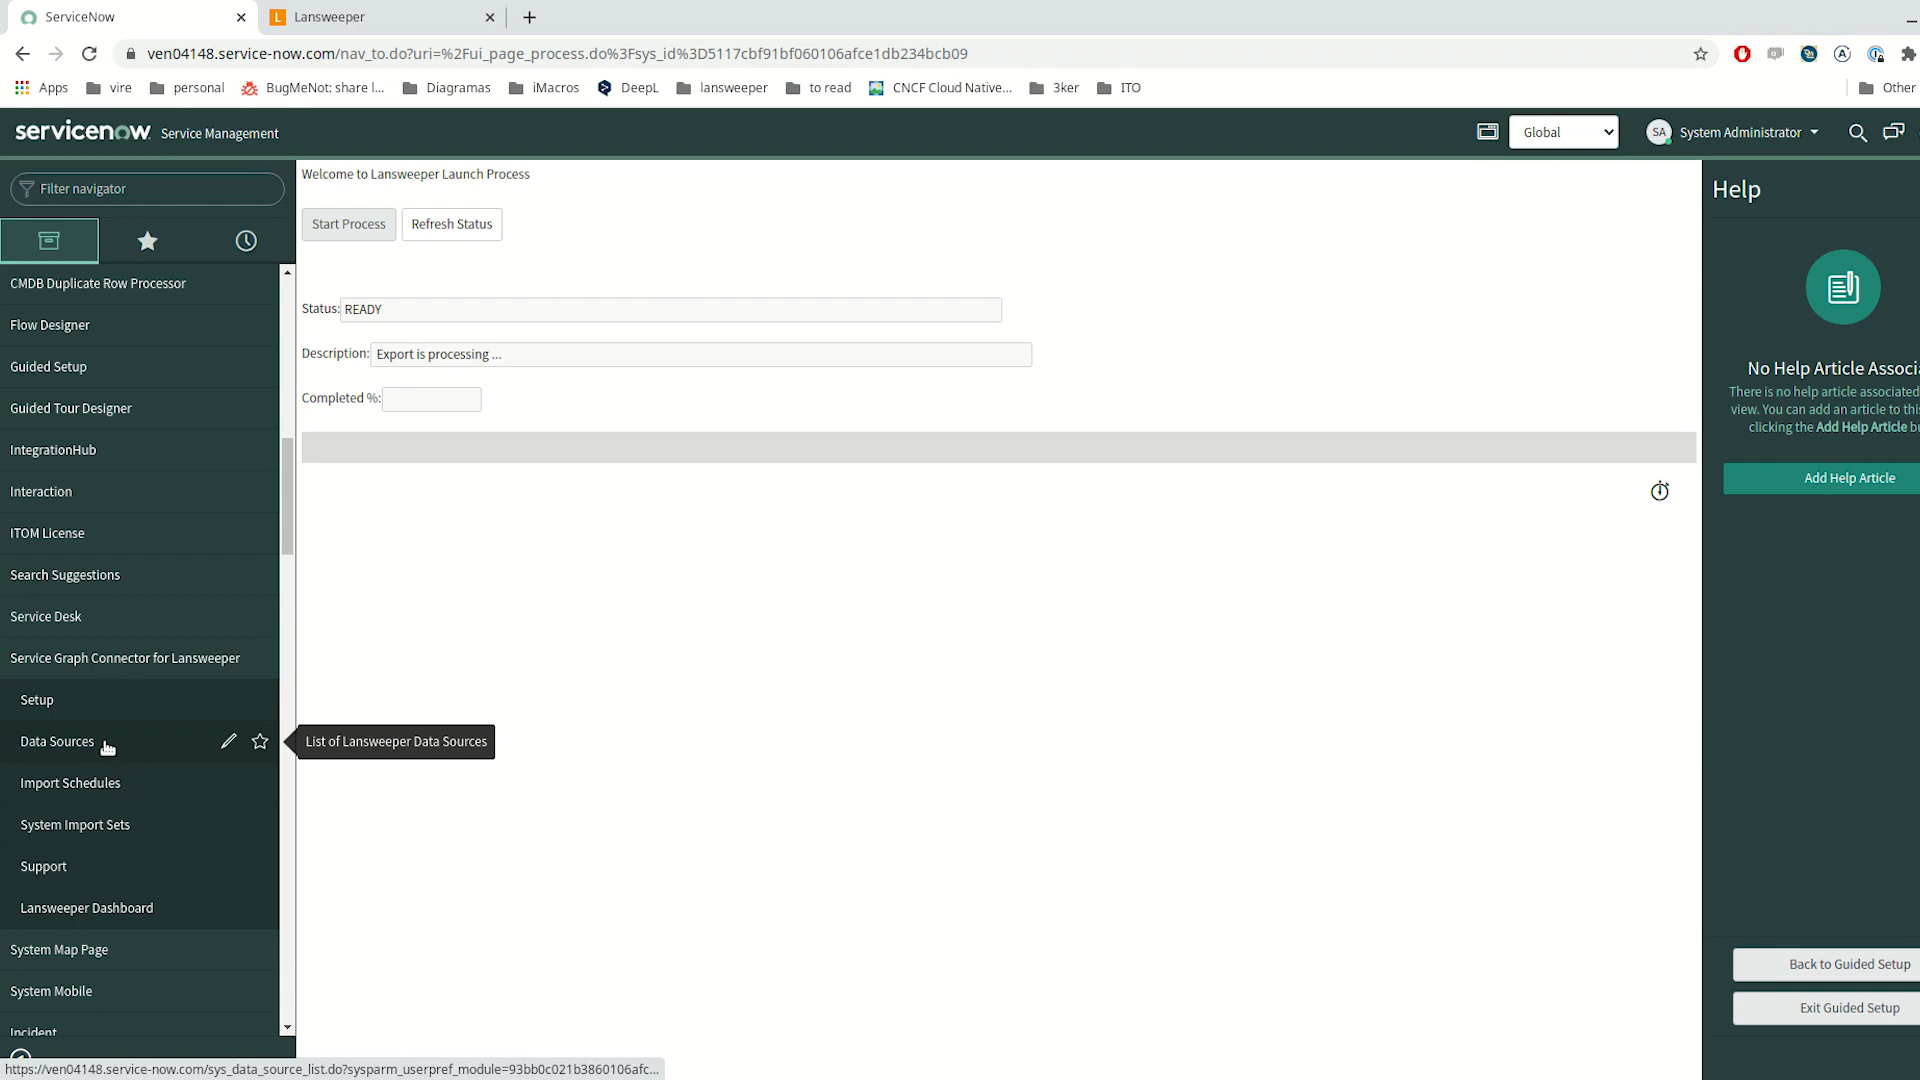 ServiceNow
Lansweeper
ven04148.service-now.com/nav_to.do?uri=%2Fui_page_process.do%3Fsys_id%3D5117cbf91bf060106afce1db234bcb09
Apps
vire
personal
BugMeNot: share l...
Diagramas
iMacros
DeepL
lansweeper
to read
CNCF Cloud Native...
3ker
ITO
Other
servicenow Service Management
Global
SA System Administrator
Filter navigator
CMDB Duplicate Row Processor
Flow Designer
Guided Setup
Guided Tour Designer
IntegrationHub
Interaction
ITOM License
Search Suggestions
Service Desk
Service Graph Connector for Lansweeper
Setup
Data Sources
Import Schedules
System Import Sets
Support
Lansweeper Dashboard
System Map Page
System Mobile
Incident
List of Lansweeper Data Sources
Welcome to Lansweeper Launch Process
Start Process
Refresh Status
Status: READY
Description: Export is processing ...
Completed %:
Help
No Help Article Associa
There is no help article associated
view. You can add an article to this
clicking the Add Help Article bu
Add Help Article
Back to Guided Setup
Exit Guided Setup
https://ven04148.service-now.com/sys_data_source_list.do?sysparm_userpref_module=93bb0c021b3860106afc...